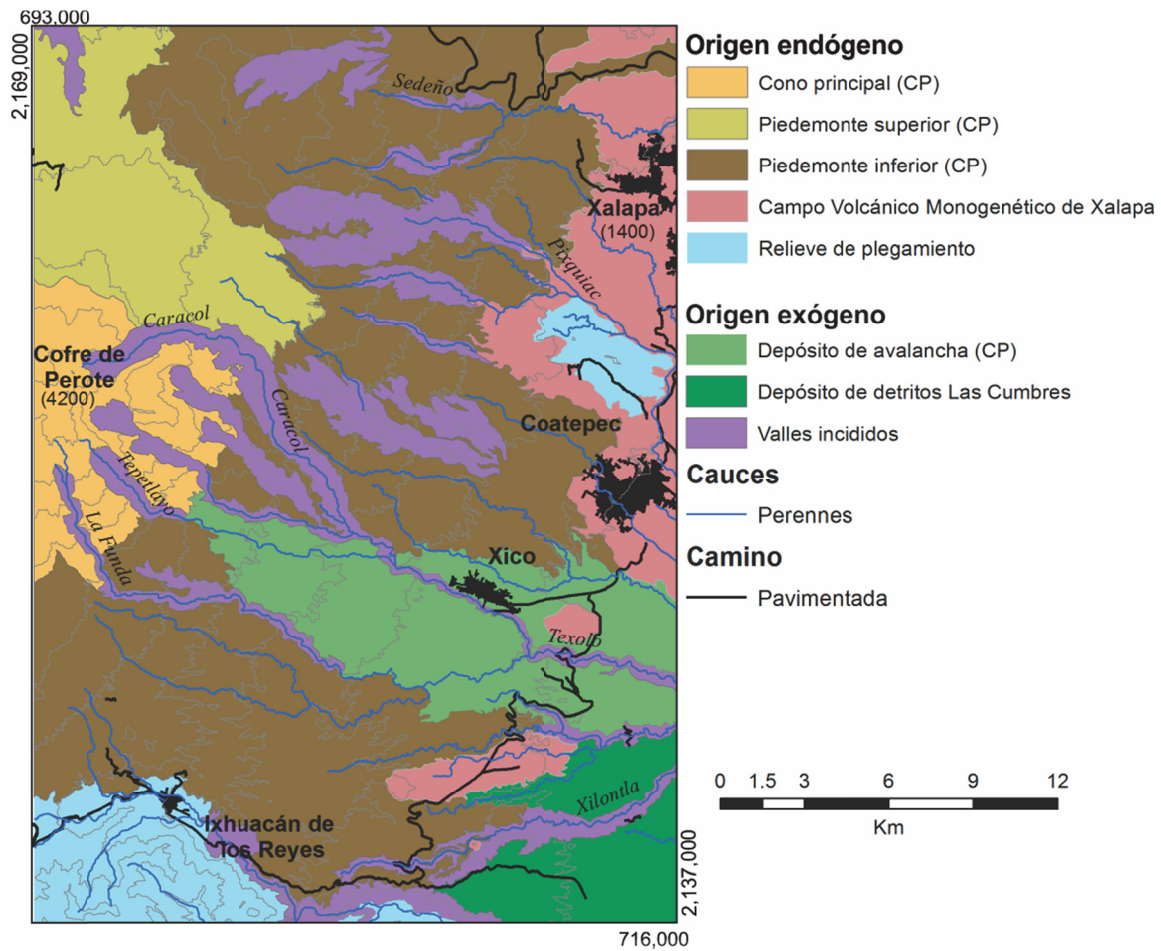 693,000
2,169,000
Sedeño
Xalapa
(1400)
Pixquiac
Caracol
Cofre de
Perote
(4200)
Caracol
Coatepec
Tepetlayo
La Funda
Xico
Texolo
Xilontla
Ixhuacán de
los Reyes
2,137,000
716,000
Origen endógeno
Cono principal (CP)
Piedemonte superior (CP)
Piedemonte inferior (CP)
Campo Volcánico Monogenético de Xalapa
Relieve de plegamiento
Origen exógeno
Depósito de avalancha (CP)
Depósito de detritos Las Cumbres
Valles incididos
Cauces
Perennes
Camino
Pavimentada
0 1.5 3 6 9 12
Km